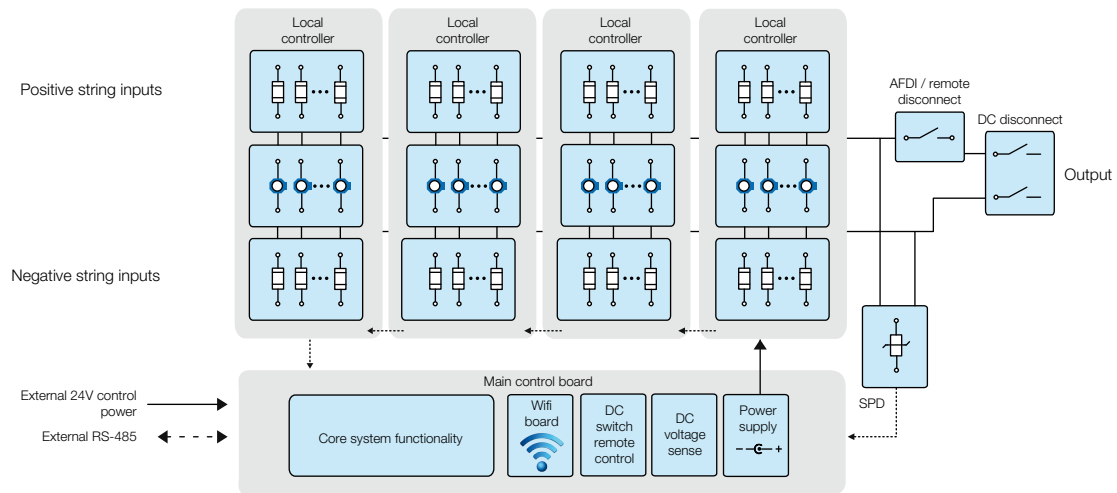 Local
controller
Local
controller
Local
controller
Local
controller
Positive string inputs
AFDI / remote
disconnect
DC disconnect
Output
Negative string inputs
SPD
Main control board
External 24V control
power
External RS-485
Core system functionality
Wifi
board
DC
switch
remote
control
DC
voltage
sense
Power
supply